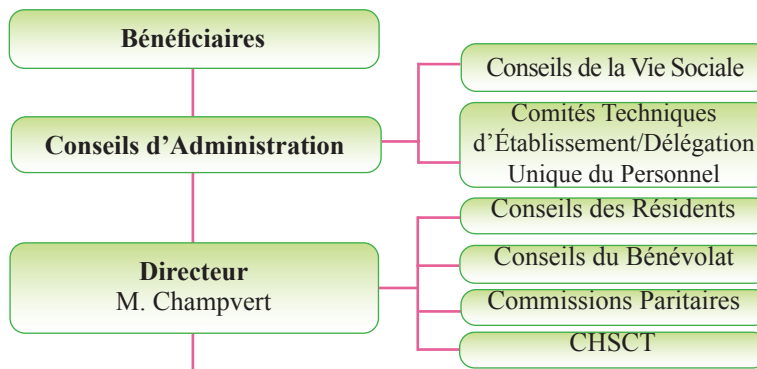 Bénéficiaires
Conseils de la Vie Sociale
Conseils d'Administration
Comités Techniques
d'Établissement/Délégation
Unique du Personnel
Directeur
M. Champvert
Conseils des Résidents
Conseils du Bénévolat
Commissions Paritaires
CHSCT